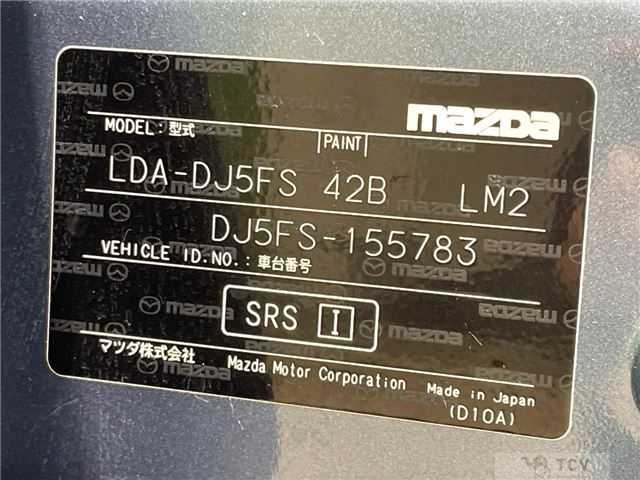 mazda
MODEL:型式 PAINT
LDA-DJ5FS 42B LM2
DJ5FS-155783
VEHICLE ID.NO.:車台番号
SRS I
マツダ株式会社 Mazda Motor Corporation Made in Japan
(D10A)
TCV